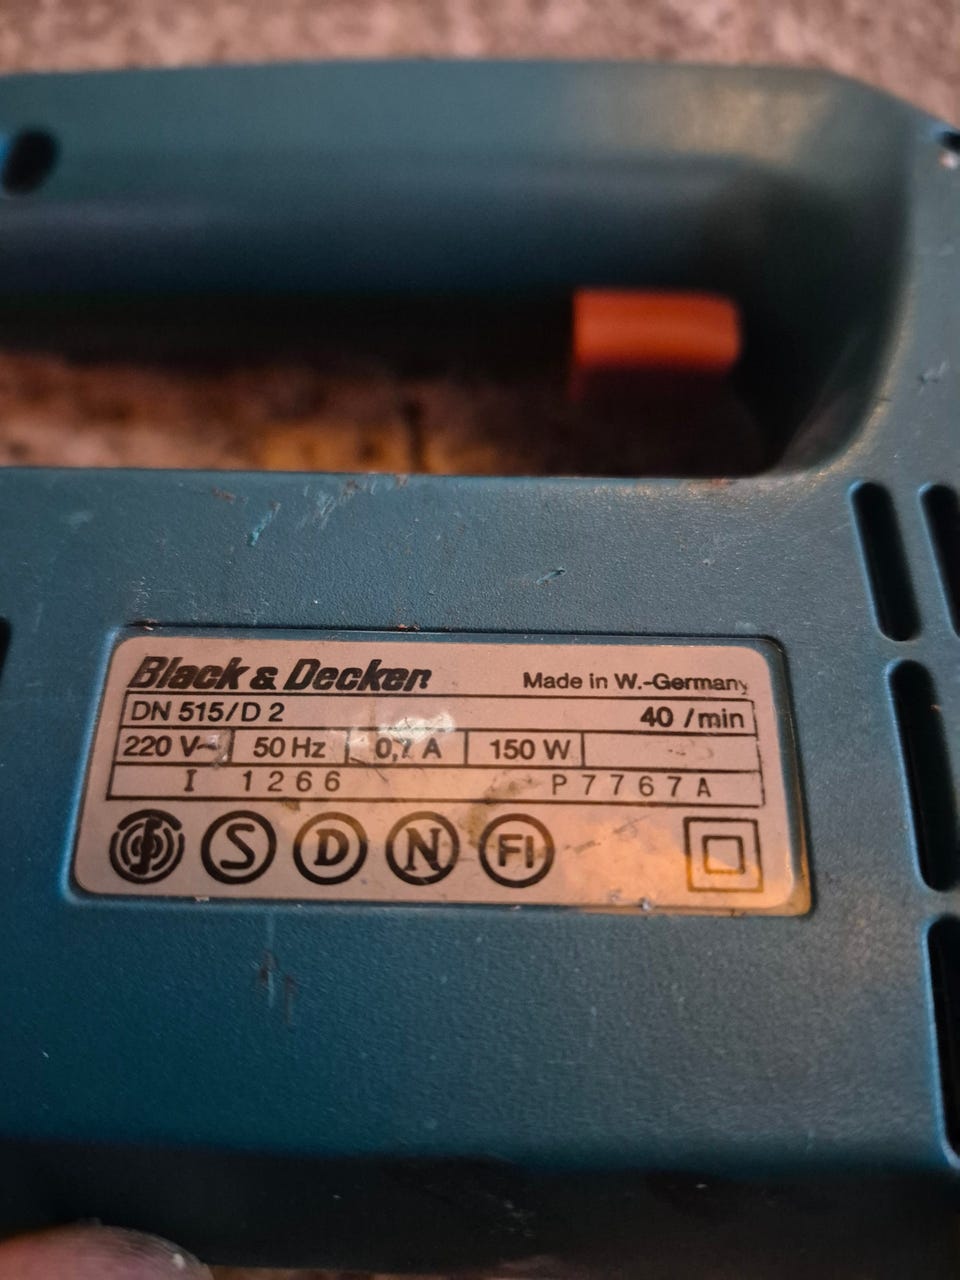 Black & Decker
Made in W.-Germany
DN 515/D 2 40 /min
220 V~ 50 Hz 0,7 A 150 W
I 1266 P7767A
S D N FI